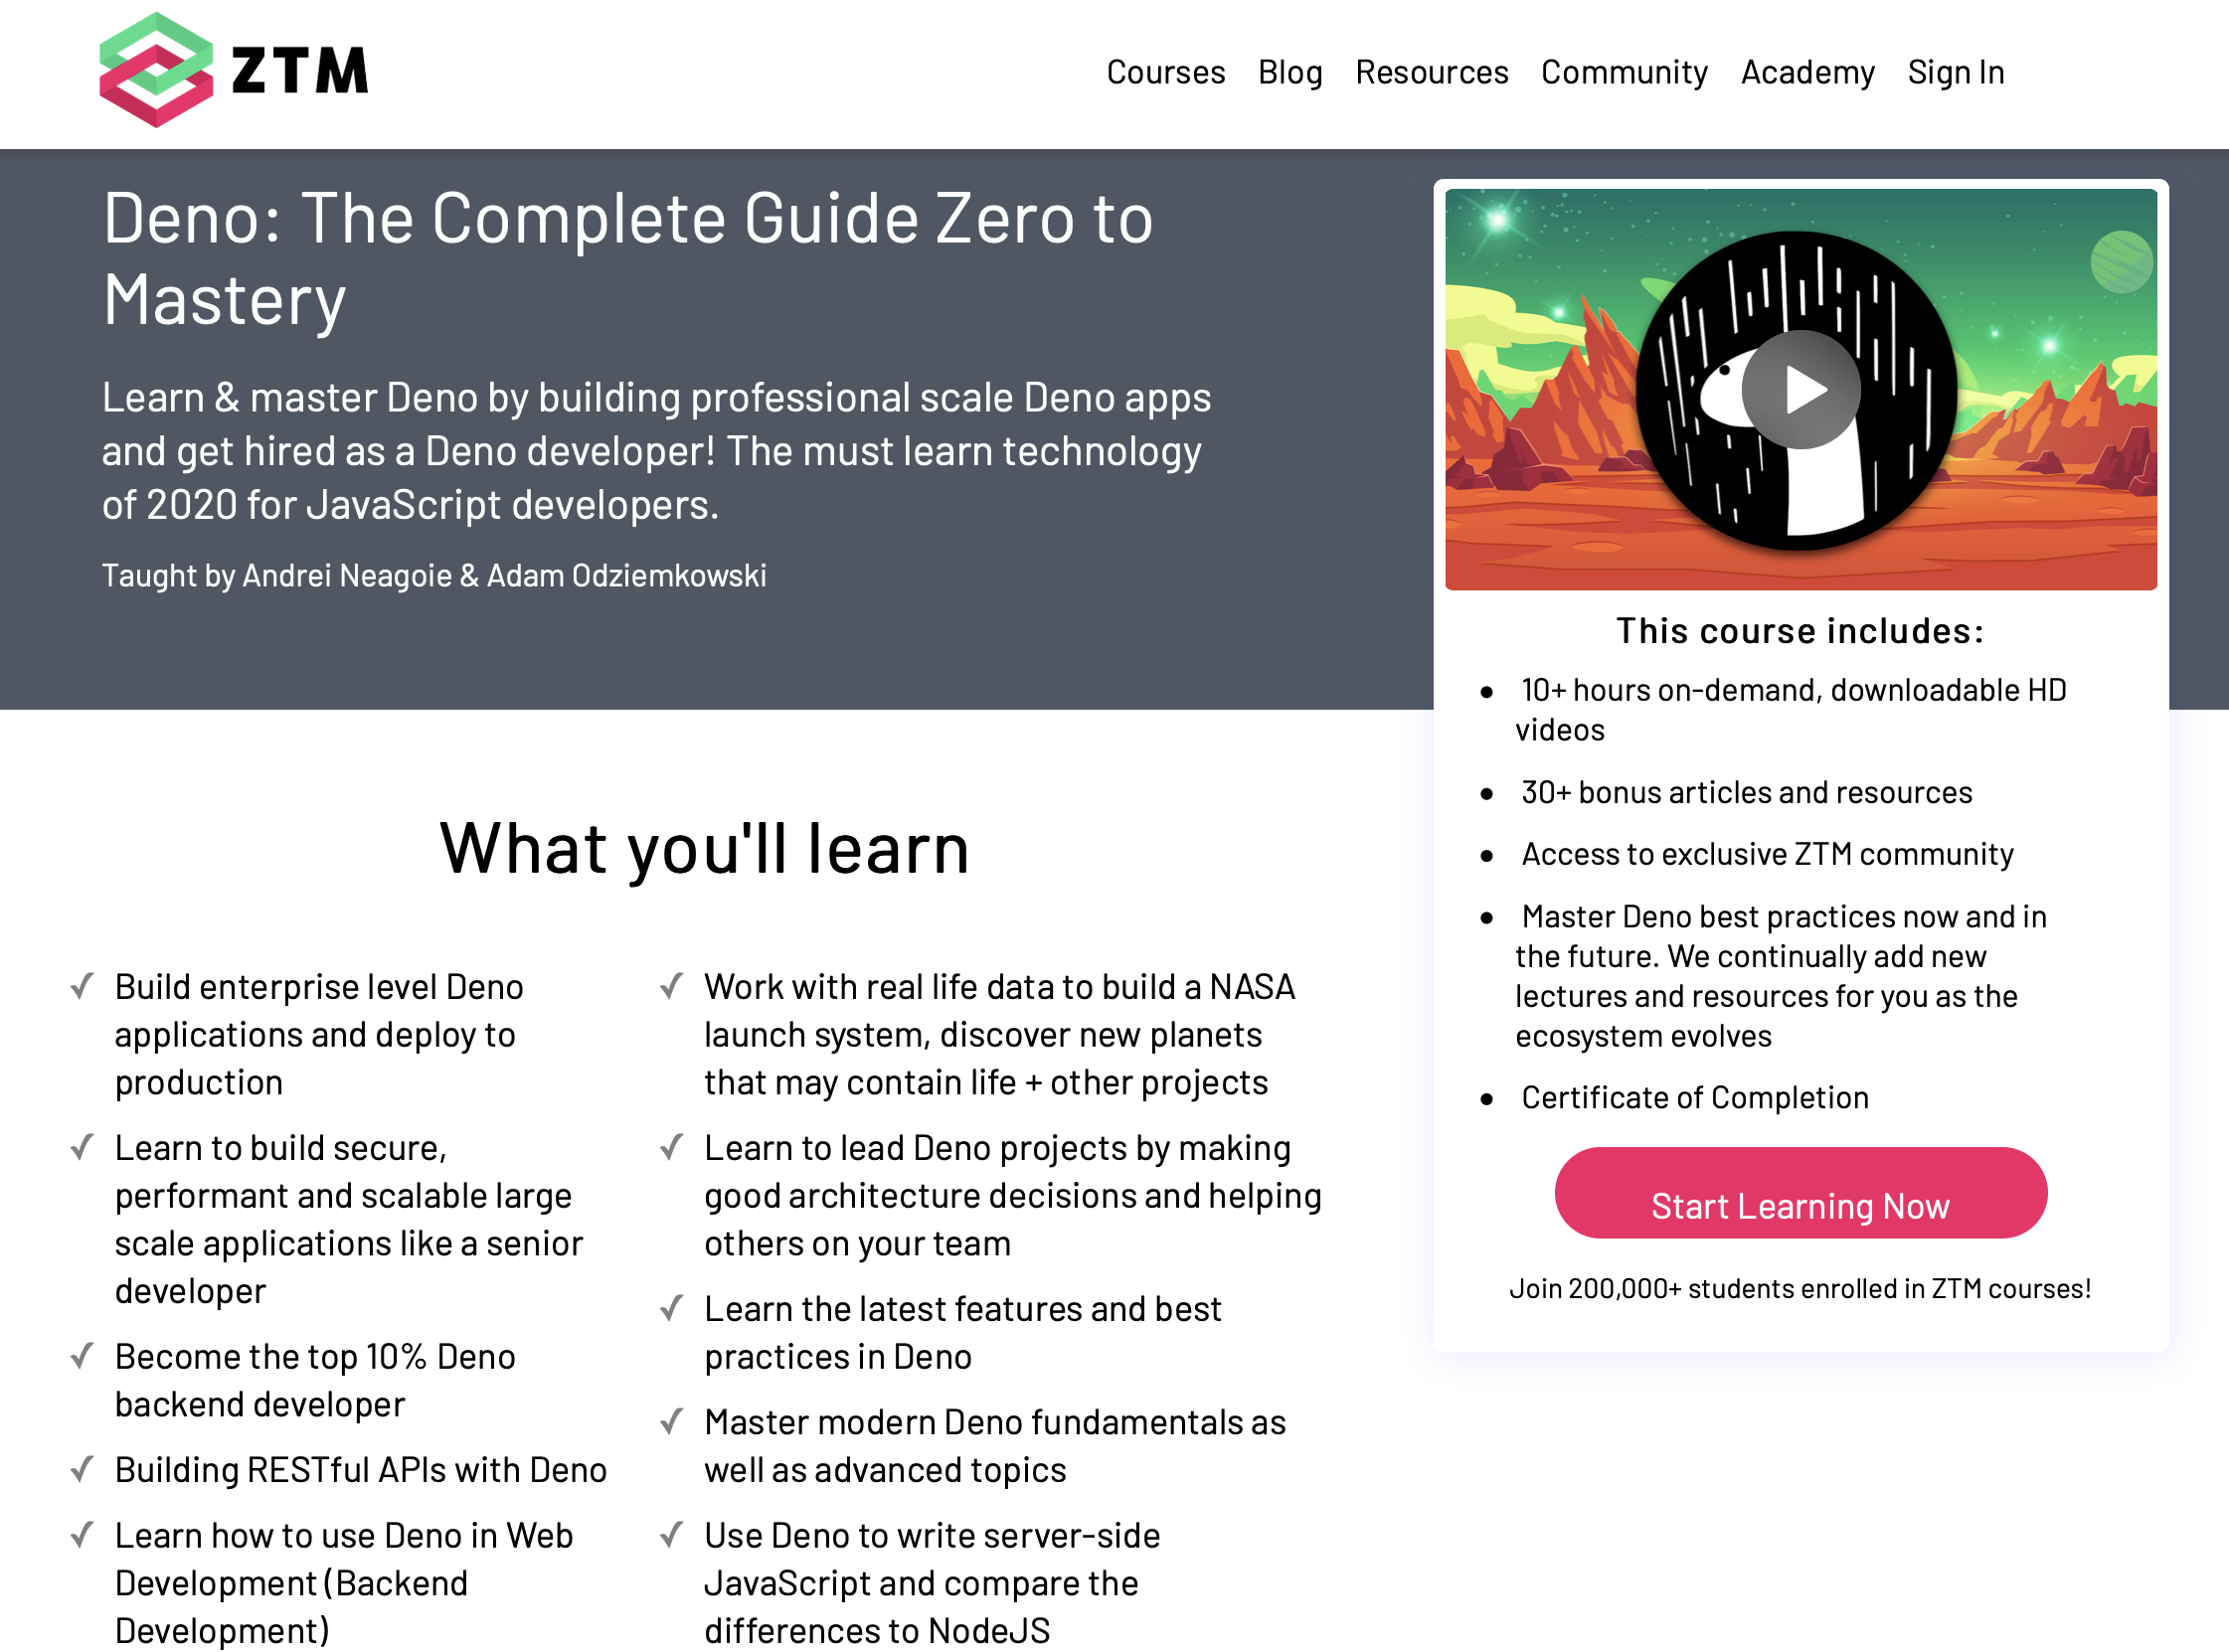 ZTM
Courses Blog Resources Community Academy Sign In
Deno: The Complete Guide Zero to
Mastery
Learn & master Deno by building professional scale Deno apps
and get hired as a Deno developer! The must learn technology
of 2020 for JavaScript developers.
Taught by Andrei Neagoie & Adam Odziemkowski
This course includes:
10+ hours on-demand, downloadable HD
videos
30+ bonus articles and resources
Access to exclusive ZTM community
Master Deno best practices now and in
the future. We continually add new
lectures and resources for you as the
ecosystem evolves
Certificate of Completion
Start Learning Now
Join 200,000+ students enrolled in ZTM courses!
What you'll learn
Build enterprise level Deno
applications and deploy to
production
Learn to build secure,
performant and scalable large
scale applications like a senior
developer
Become the top 10% Deno
backend developer
Building RESTful APIs with Deno
Learn how to use Deno in Web
Development (Backend
Development)
Work with real life data to build a NASA
launch system, discover new planets
that may contain life + other projects
Learn to lead Deno projects by making
good architecture decisions and helping
others on your team
Learn the latest features and best
practices in Deno
Master modern Deno fundamentals as
well as advanced topics
Use Deno to write server-side
JavaScript and compare the
differences to NodeJS